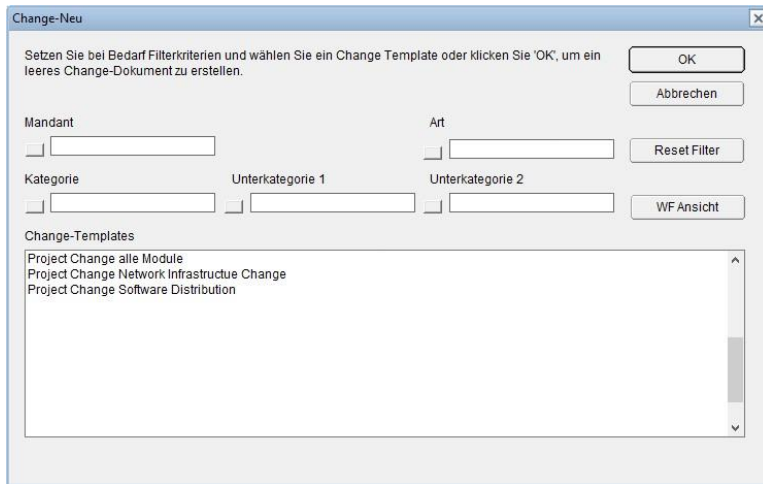 Change-Neu
Setzen Sie bei Bedarf Filterkriterien und wählen Sie ein Change Template oder klicken Sie 'OK', um ein
leeres Change-Dokument zu erstellen.
OK
Abbrechen
Mandant
Art
Reset Filter
Kategorie
Unterkategorie 1
Unterkategorie 2
WF Ansicht
Change-Templates
Project Change alle Module
Project Change Network Infrastructue Change
Project Change Software Distribution